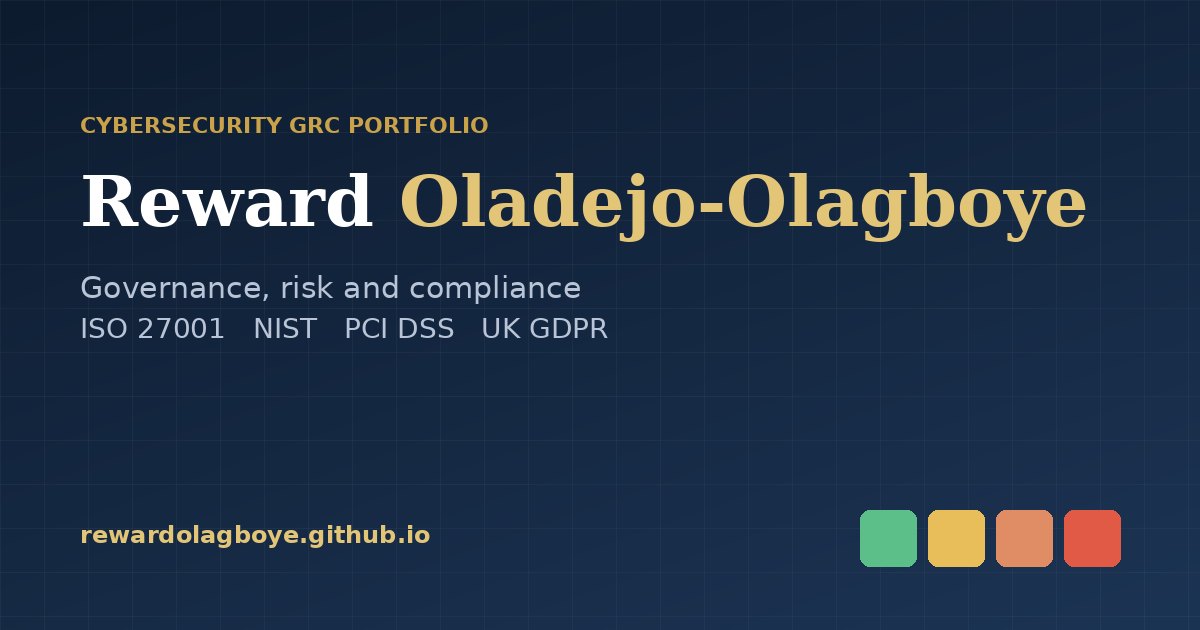 CYBERSECURITY GRC PORTFOLIO
Reward Oladejo-Olagboye
Governance, risk and compliance
ISO 27001 NIST PCI DSS UK GDPR
rewardolagboye.github.io